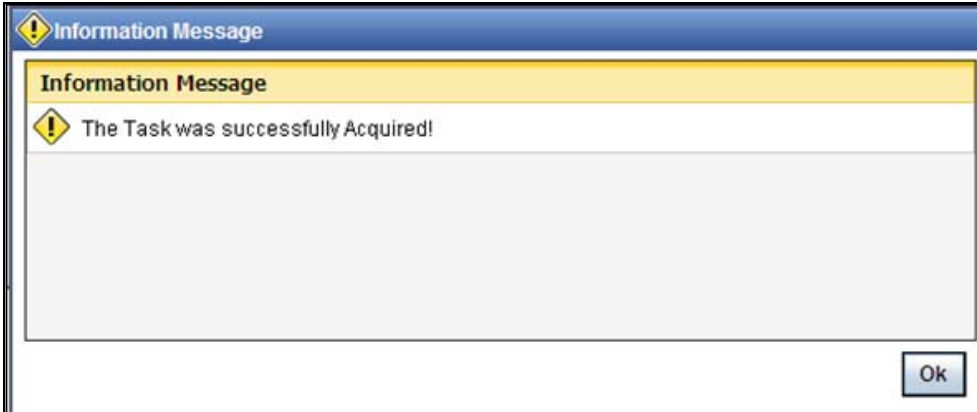 Information Message
Information Message
The Task was successfully Acquired!
Ok